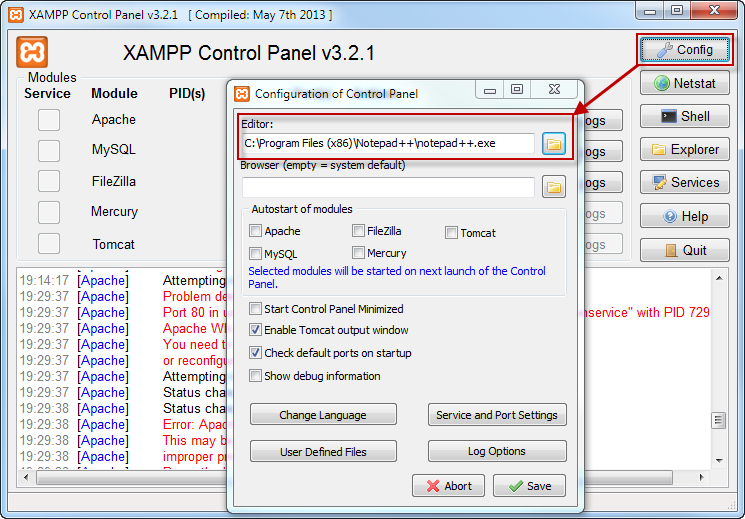 XAMPP Control Panel v3.2.1 [ Compiled: May 7th 2013 ]
XAMPP Control Panel v3.2.1
Config
Modules
Service Module PID(s)
Netstat
Apache
MySQL
FileZilla
Mercury
Tomcat
ogs
ogs
ogs
ogs
ogs
Shell
Explorer
Services
Help
Quit
Configuration of Control Panel
Editor:
C:\Program Files (x86)\Notepad++\notepad++.exe
Browser (empty = system default)
Autostart of modules
Apache FileZilla Tomcat
MySQL Mercury
Selected modules will be started on next launch of the Control
Panel.
Start Control Panel Minimized
Enable Tomcat output window
Check default ports on startup
Show debug information
Change Language Service and Port Settings
User Defined Files Log Options
Abort Save
19:14:17 [Apache] Attempting
19:29:37 [Apache] Problem de
19:29:37 [Apache] Port 80 in u nservice" with PID 729
19:29:37 [Apache] Apache WI
19:29:37 [Apache] You need t
19:29:37 [Apache] or reconfigu
19:29:37 [Apache] Attempting
19:29:37 [Apache] Status cha
19:29:38 [Apache] Status cha
19:29:38 [Apache] Error: Apac
19:29:38 [Apache] This may b
19:29:38 [Apache] improper pr